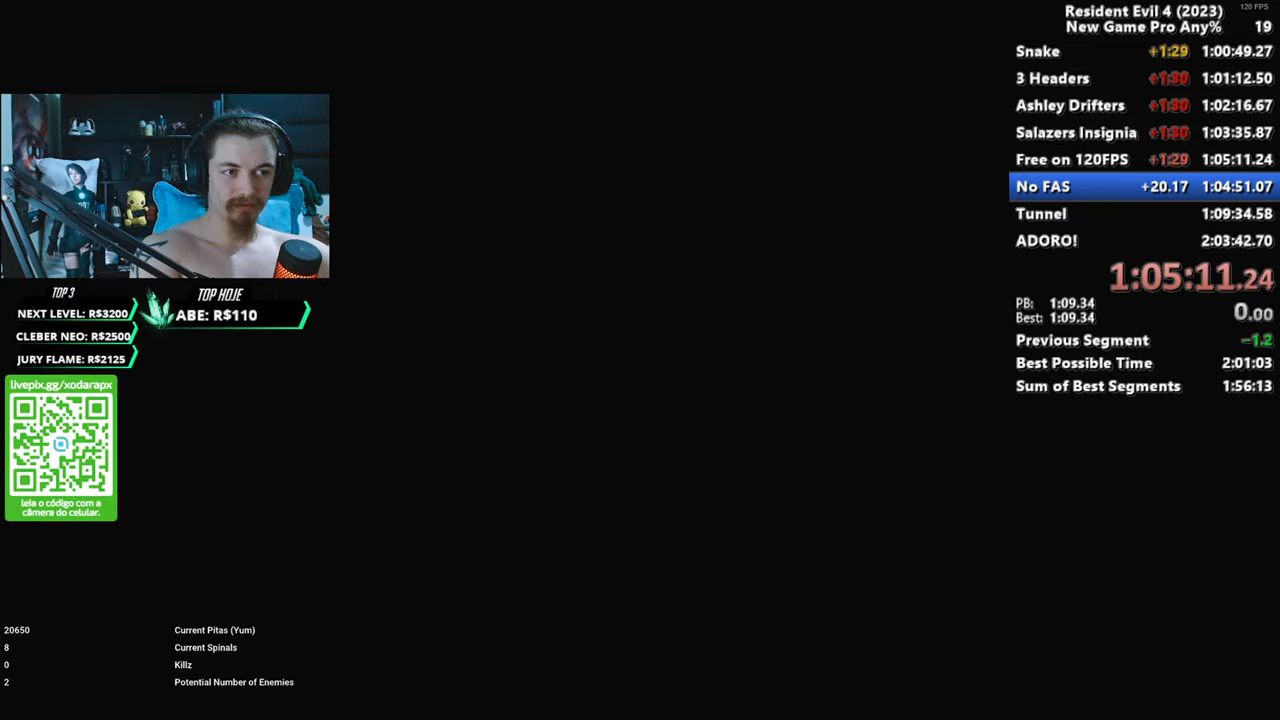 120 FPS
Resident Evil 4 (2023)
New Game Pro Any% 19
Snake +1:29 1:00:49.27
3 Headers +1:30 1:01:12.50
Ashley Drifters +1:30 1:02:16.67
Salazers Insignia +1:30 1:03:35.87
Free on 120FPS +1:29 1:05:11.24
No FAS +20.17 1:04:51.07
Tunnel 1:09:34.58
ADORO! 2:03:42.70
1:05:11.24
PB: 1:09.34
Best: 1:09.34
0.00
Previous Segment -1.2
Best Possible Time 2:01:03
Sum of Best Segments 1:56:13
TOP 3
NEXT LEVEL: R$3200
CLEBER NEO: R$2500
JURY FLAME: R$2125
TOP HOJE
ABE: R$110
livepix.gg/xodarapx
leia o código com a
câmera do celular.
20650 Current Pitas (Yum)
8 Current Spinals
0 Killz
2 Potential Number of Enemies